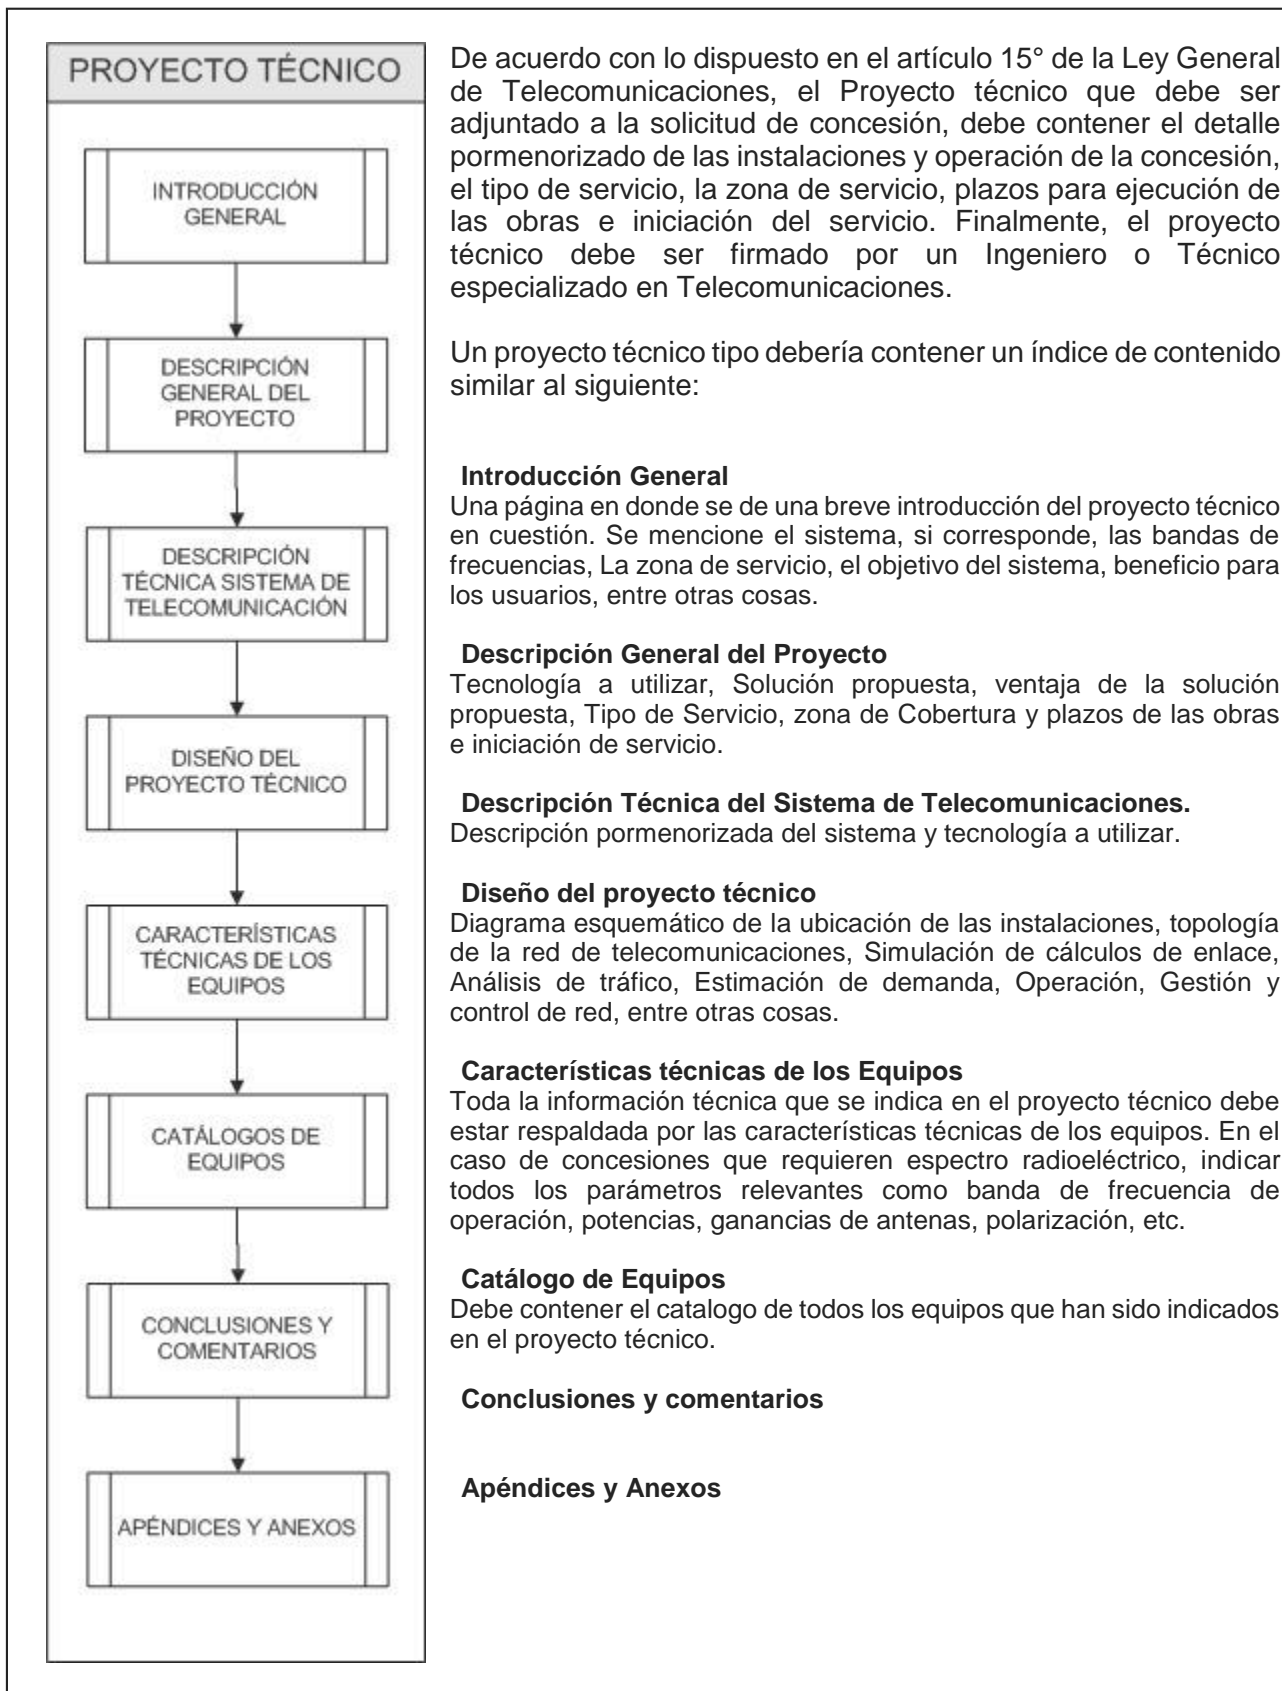 PROYECTO TÉCNICO
INTRODUCCIÓN
GENERAL
DESCRIPCIÓN
GENERAL DEL
PROYECTO
DESCRIPCIÓN
TÉCNICA SISTEMA DE
TELECOMUNICACIÓN
DISEÑO DEL
PROYECTO TÉCNICO
CARACTERÍSTICAS
TÉCNICAS DE LOS
EQUIPOS
CATÁLOGOS DE
EQUIPOS
CONCLUSIONES Y
COMENTARIOS
APÉNDICES Y ANEXOS
De acuerdo con lo dispuesto en el artículo 15° de la Ley General
de Telecomunicaciones, el Proyecto técnico que debe ser
adjuntado a la solicitud de concesión, debe contener el detalle
pormenorizado de las instalaciones y operación de la concesión,
el tipo de servicio, la zona de servicio, plazos para ejecución de
las obras e iniciación del servicio. Finalmente, el proyecto
técnico debe ser firmado por un Ingeniero o Técnico
especializado en Telecomunicaciones.
Un proyecto técnico tipo debería contener un índice de contenido
similar al siguiente:
Introducción General
Una página en donde se de una breve introducción del proyecto técnico
en cuestión. Se mencione el sistema, si corresponde, las bandas de
frecuencias, La zona de servicio, el objetivo del sistema, beneficio para
los usuarios, entre otras cosas.
Descripción General del Proyecto
Tecnología a utilizar, Solución propuesta, ventaja de la solución
propuesta, Tipo de Servicio, zona de Cobertura y plazos de las obras
e iniciación de servicio.
Descripción Técnica del Sistema de Telecomunicaciones.
Descripción pormenorizada del sistema y tecnología a utilizar.
Diseño del proyecto técnico
Diagrama esquemático de la ubicación de las instalaciones, topología
de la red de telecomunicaciones, Simulación de cálculos de enlace,
Análisis de tráfico, Estimación de demanda, Operación, Gestión y
control de red, entre otras cosas.
Características técnicas de los Equipos
Toda la información técnica que se indica en el proyecto técnico debe
estar respaldada por las características técnicas de los equipos. En el
caso de concesiones que requieren espectro radioeléctrico, indicar
todos los parámetros relevantes como banda de frecuencia de
operación, potencias, ganancias de antenas, polarización, etc.
Catálogo de Equipos
Debe contener el catalogo de todos los equipos que han sido indicados
en el proyecto técnico.
Conclusiones y comentarios
Apéndices y Anexos